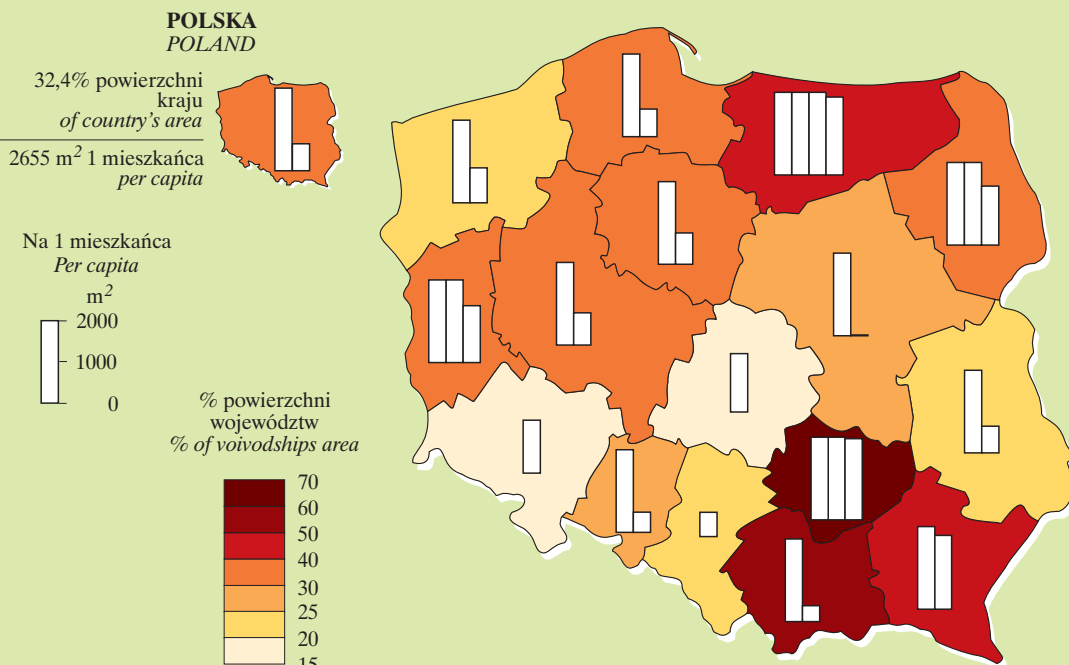 POLSKA
POLAND
32,4% powierzchni
kraju
of country's area
2655 m² 1 mieszkańca
per capita
Na 1 mieszkańca
Per capita
m²
2000
1000
0
% powierzchni
województw
% of voivodships area
70
60
50
40
30
25
20
15